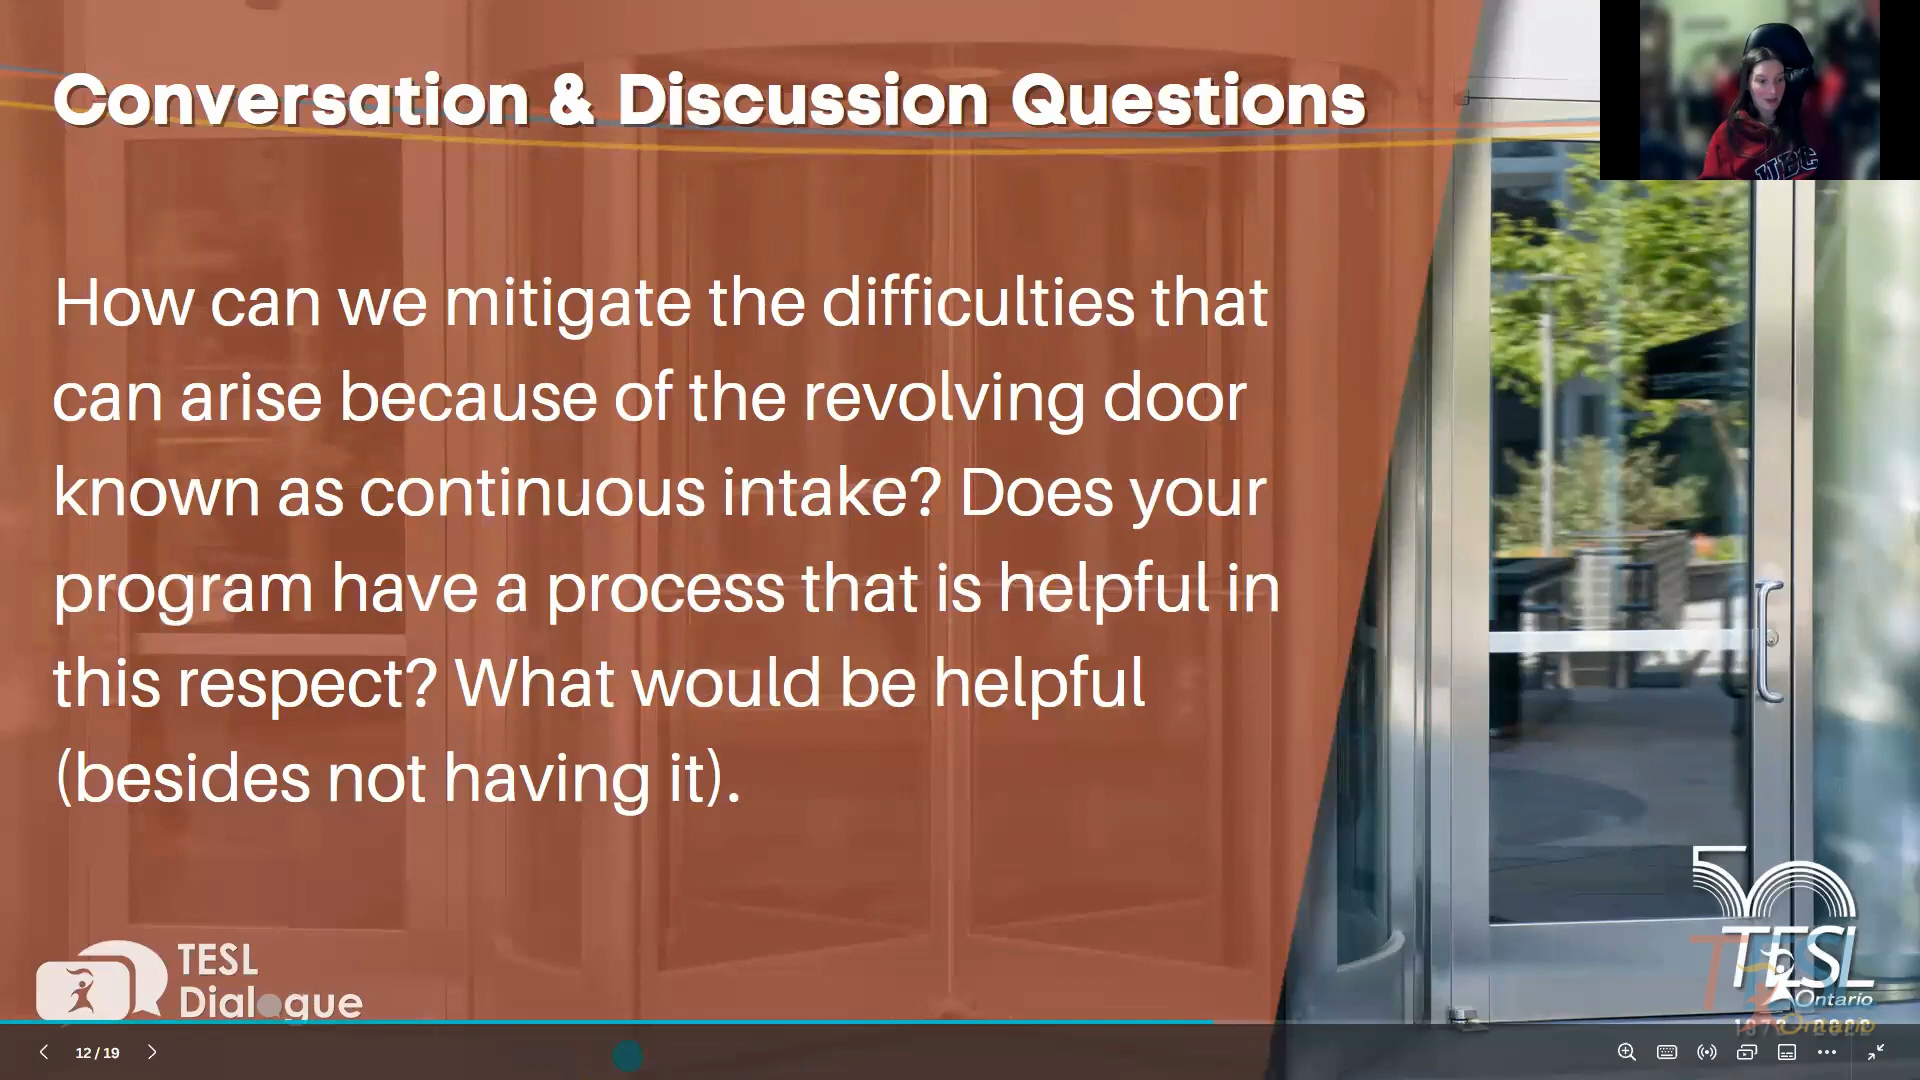 Conversation & Discussion Questions
UBC
How can we mitigate the difficulties that
can arise because of the revolving door
known as continuous intake? Does your
program have a process that is helpful in
this respect? What would be helpful
(besides not having it).
50
TESL
Ontario
TESL
Dialogue
12 / 19